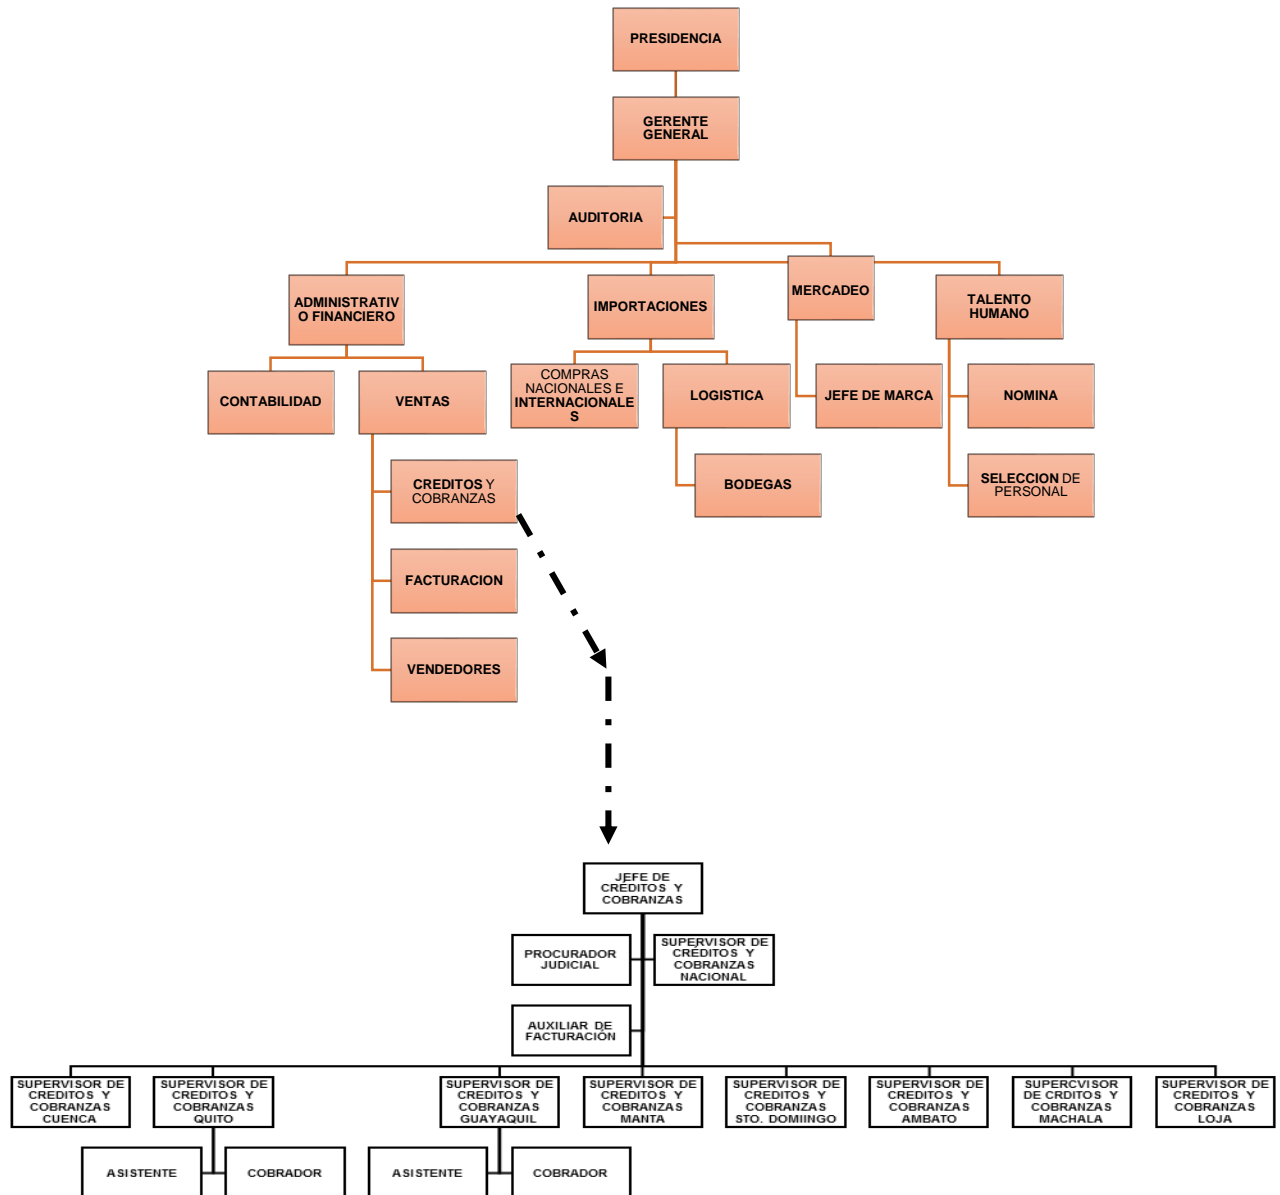 PRESIDENCIA
GERENTE
GENERAL
AUDITORIA
ADMINISTRATIV
O FINANCIERO
IMPORTACIONES
MERCADEO
TALENTO
HUMANO
CONTABILIDAD
VENTAS
COMPRAS
NACIONALES E
INTERNACIONALE
S
LOGISTICA
JEFE DE MARCA
NOMINA
CREDITOS Y
COBRANZAS
BODEGAS
SELECCION DE
PERSONAL
FACTURACION
VENDEDORES
JEFE DE
CRÉDITOS Y
COBRANZAS
PROCURADOR
JUDICIAL
SUPERVISOR DE
CRÉDITOS Y
COBRANZAS
NACIONAL
AUXILIAR DE
FACTURACIÓN
SUPERVISOR DE
CREDITOS Y
COBRANZAS
CUENCA
SUPERVISOR DE
CREDITOS Y
COBRANZAS
QUITO
SUPERVISOR DE
CREDITOS Y
COBRANZAS
GUAYAQUIL
SUPERVISOR DE
CREDITOS Y
COBRANZAS
MANTA
SUPERVISOR DE
CREDITOS Y
COBRANZAS
STO. DOMIINGO
SUPERVISOR DE
CREDITOS Y
COBRANZAS
AMBATO
SUPERCVISOR
DE CRDITOS Y
COBRANZAS
MACHALA
SUPERVISOR DE
CREDITOS Y
COBRANZAS
LOJA
ASISTENTE
COBRADOR
ASISTENTE
COBRADOR